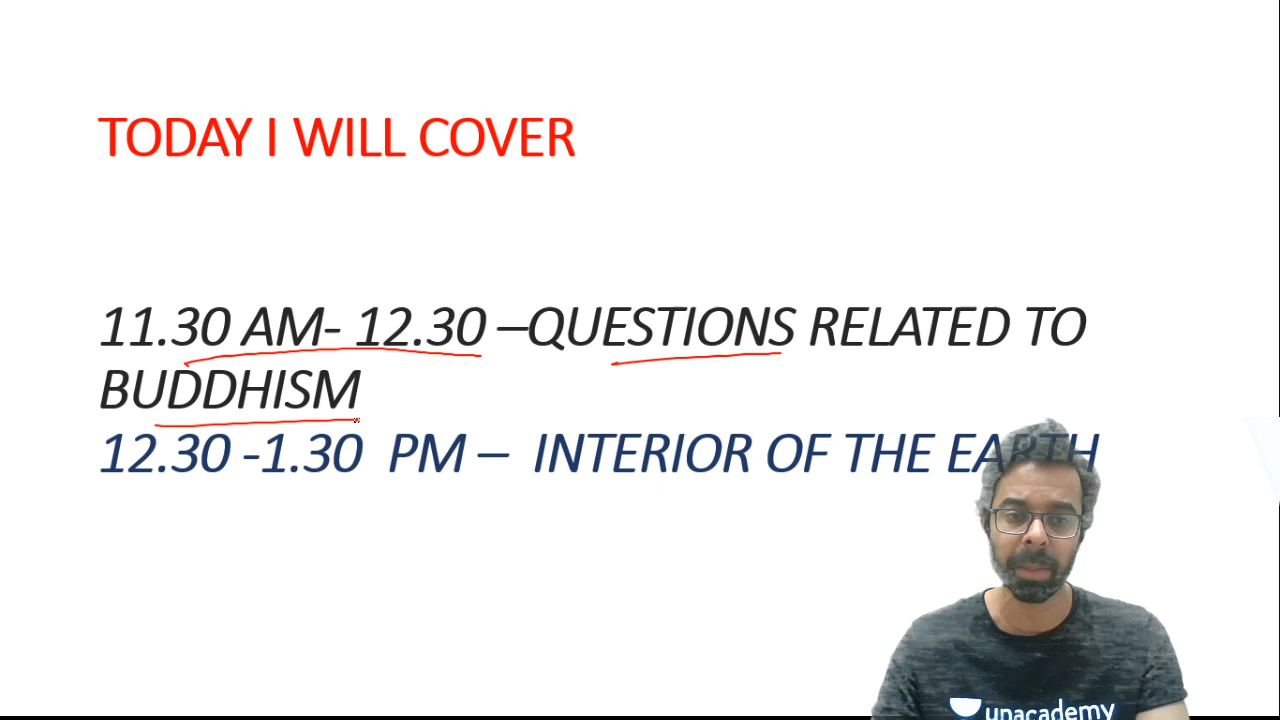 TODAY I WILL COVER
11.30 AM- 12.30 –QUESTIONS RELATED TO
BUDDHISM
12.30 -1.30 PM – INTERIOR OF THE EARTH
unacademy